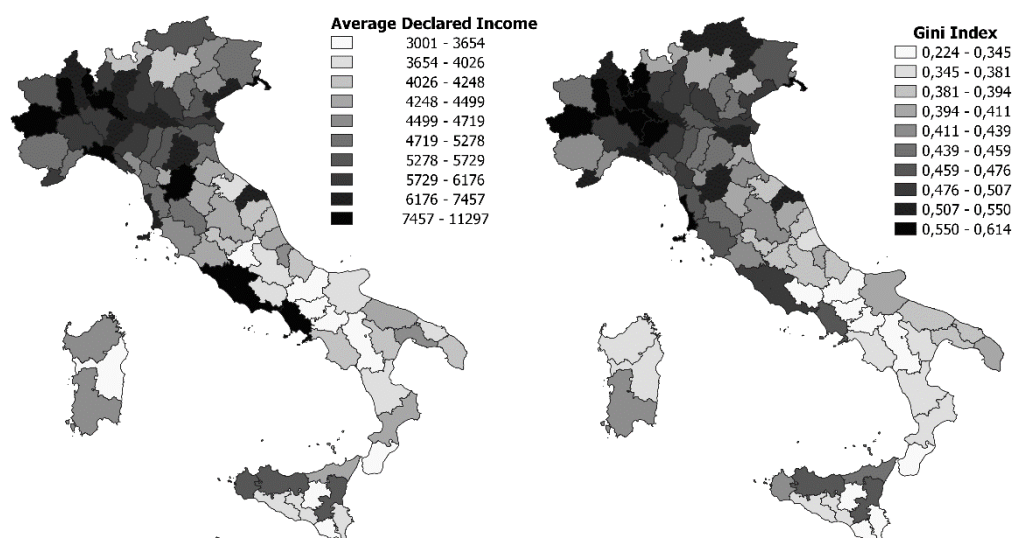 Average Declared Income
3001 - 3654
3654 - 4026
4026 - 4248
4248 - 4499
4499 - 4719
4719 - 5278
5278 - 5729
5729 - 6176
6176 - 7457
7457 - 11297
Gini Index
0,224 - 0,345
0,345 - 0,381
0,381 - 0,394
0,394 - 0,411
0,411 - 0,439
0,439 - 0,459
0,459 - 0,476
0,476 - 0,507
0,507 - 0,550
0,550 - 0,614